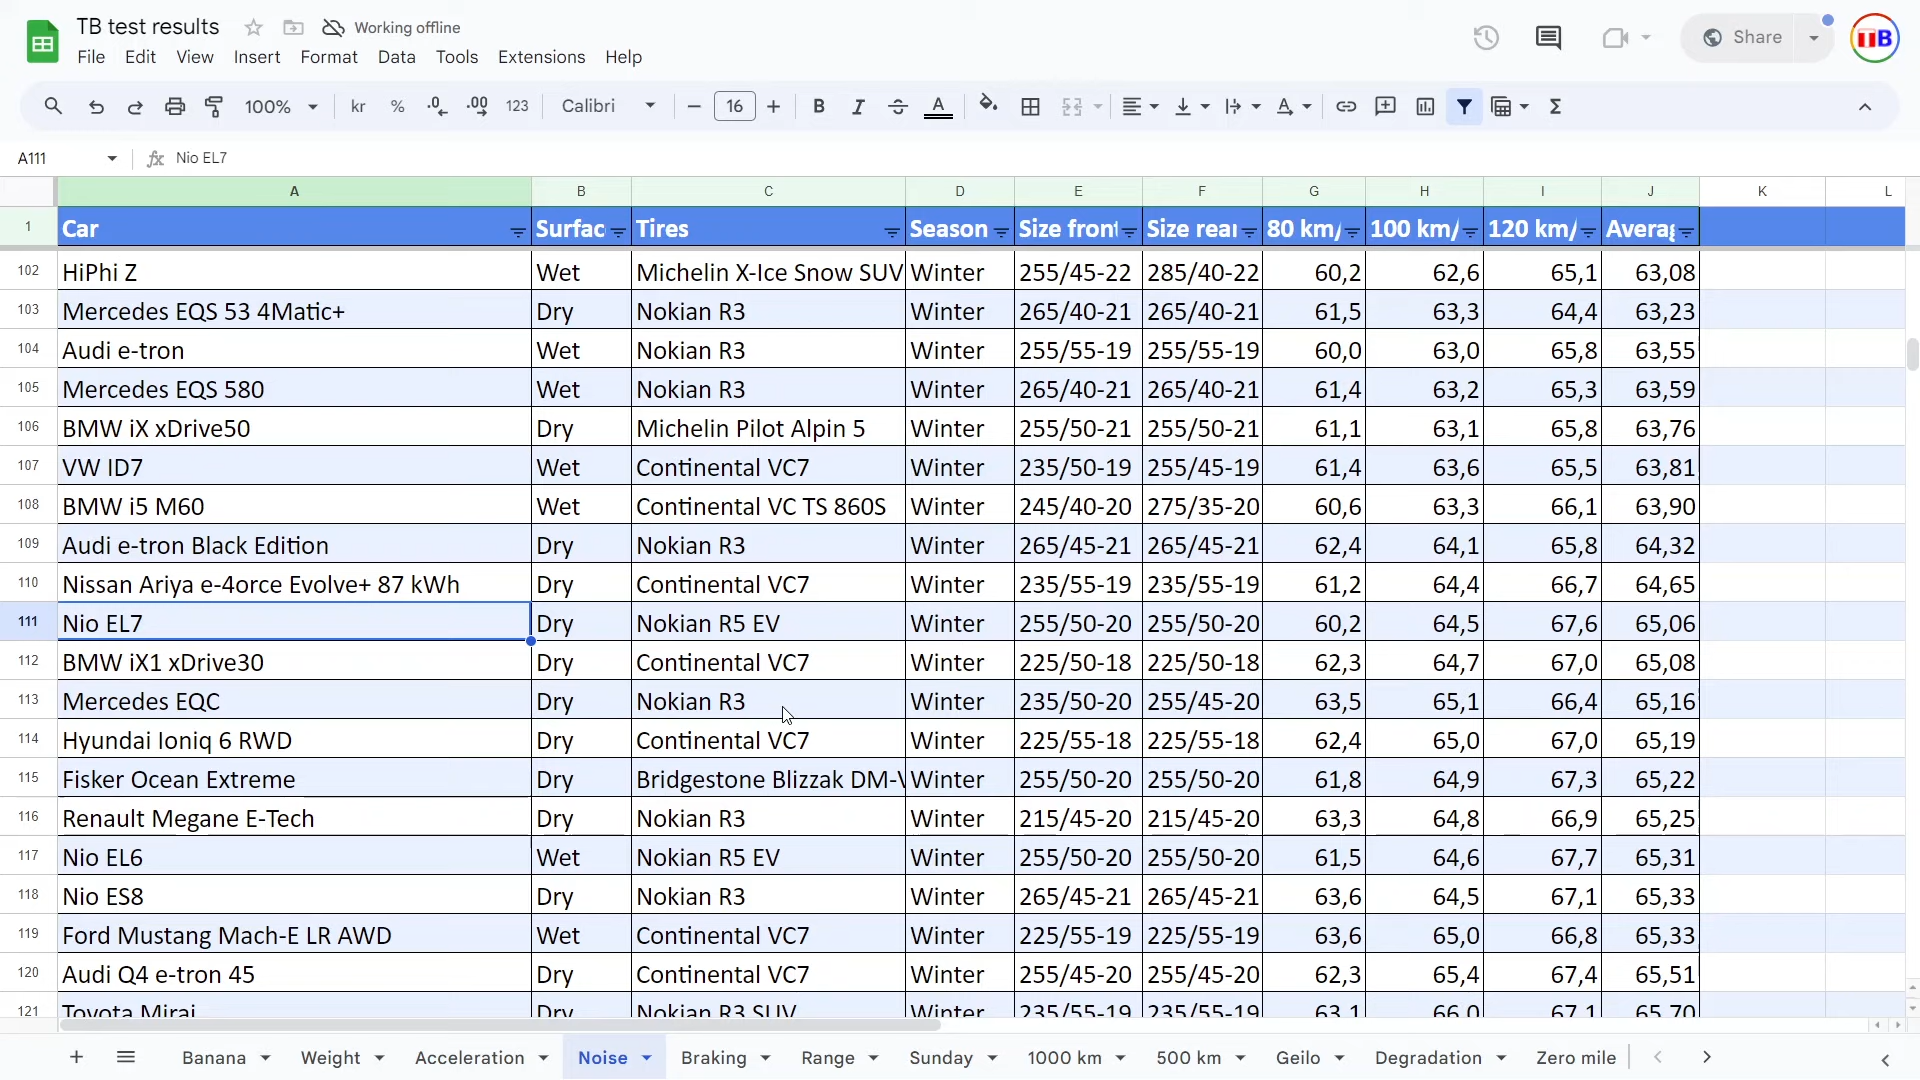 TB test results Working offline
File Edit View Insert Format Data Tools Extensions Help
Share
TB
100% kr % .0 .00 123 Calibri 16 B I S A
A111 fx Nio EL7
A B C D E F G H I J K L
1 Car Surfac Tires Season Size front Size rear 80 km/ 100 km/ 120 km/ Averag
102 HiPhi Z Wet Michelin X-Ice Snow SUV Winter 255/45-22 285/40-22 60,2 62,6 65,1 63,08
103 Mercedes EQS 53 4Matic+ Dry Nokian R3 Winter 265/40-21 265/40-21 61,5 63,3 64,4 63,23
104 Audi e-tron Wet Nokian R3 Winter 255/55-19 255/55-19 60,0 63,0 65,8 63,55
105 Mercedes EQS 580 Wet Nokian R3 Winter 265/40-21 265/40-21 61,4 63,2 65,3 63,59
106 BMW iX xDrive50 Dry Michelin Pilot Alpin 5 Winter 255/50-21 255/50-21 61,1 63,1 65,8 63,76
107 VW ID7 Wet Continental VC7 Winter 235/50-19 255/45-19 61,4 63,6 65,5 63,81
108 BMW i5 M60 Wet Continental VC TS 860S Winter 245/40-20 275/35-20 60,6 63,3 66,1 63,90
109 Audi e-tron Black Edition Dry Nokian R3 Winter 265/45-21 265/45-21 62,4 64,1 65,8 64,32
110 Nissan Ariya e-4orce Evolve+ 87 kWh Dry Continental VC7 Winter 235/55-19 235/55-19 61,2 64,4 66,7 64,65
111 Nio EL7 Dry Nokian R5 EV Winter 255/50-20 255/50-20 60,2 64,5 67,6 65,06
112 BMW iX1 xDrive30 Dry Continental VC7 Winter 225/50-18 225/50-18 62,3 64,7 67,0 65,08
113 Mercedes EQC Dry Nokian R3 Winter 235/50-20 255/45-20 63,5 65,1 66,4 65,16
114 Hyundai Ioniq 6 RWD Dry Continental VC7 Winter 225/55-18 225/55-18 62,4 65,0 67,0 65,19
115 Fisker Ocean Extreme Dry Bridgestone Blizzak DM-V Winter 255/50-20 255/50-20 61,8 64,9 67,3 65,22
116 Renault Megane E-Tech Dry Nokian R3 Winter 215/45-20 215/45-20 63,3 64,8 66,9 65,25
117 Nio EL6 Wet Nokian R5 EV Winter 255/50-20 255/50-20 61,5 64,6 67,7 65,31
118 Nio ES8 Dry Nokian R3 Winter 265/45-21 265/45-21 63,6 64,5 67,1 65,33
119 Ford Mustang Mach-E LR AWD Wet Continental VC7 Winter 225/55-19 225/55-19 63,6 65,0 66,8 65,33
120 Audi Q4 e-tron 45 Dry Continental VC7 Winter 255/45-20 255/45-20 62,3 65,4 67,4 65,51
121 Toyota Mirai Dry Nokian R3 SUV Winter 235/55-19 235/55-19 63,1 66,0 67,1 65,70
Banana Weight Acceleration Noise Braking Range Sunday 1000 km 500 km Geilo Degradation Zero mile